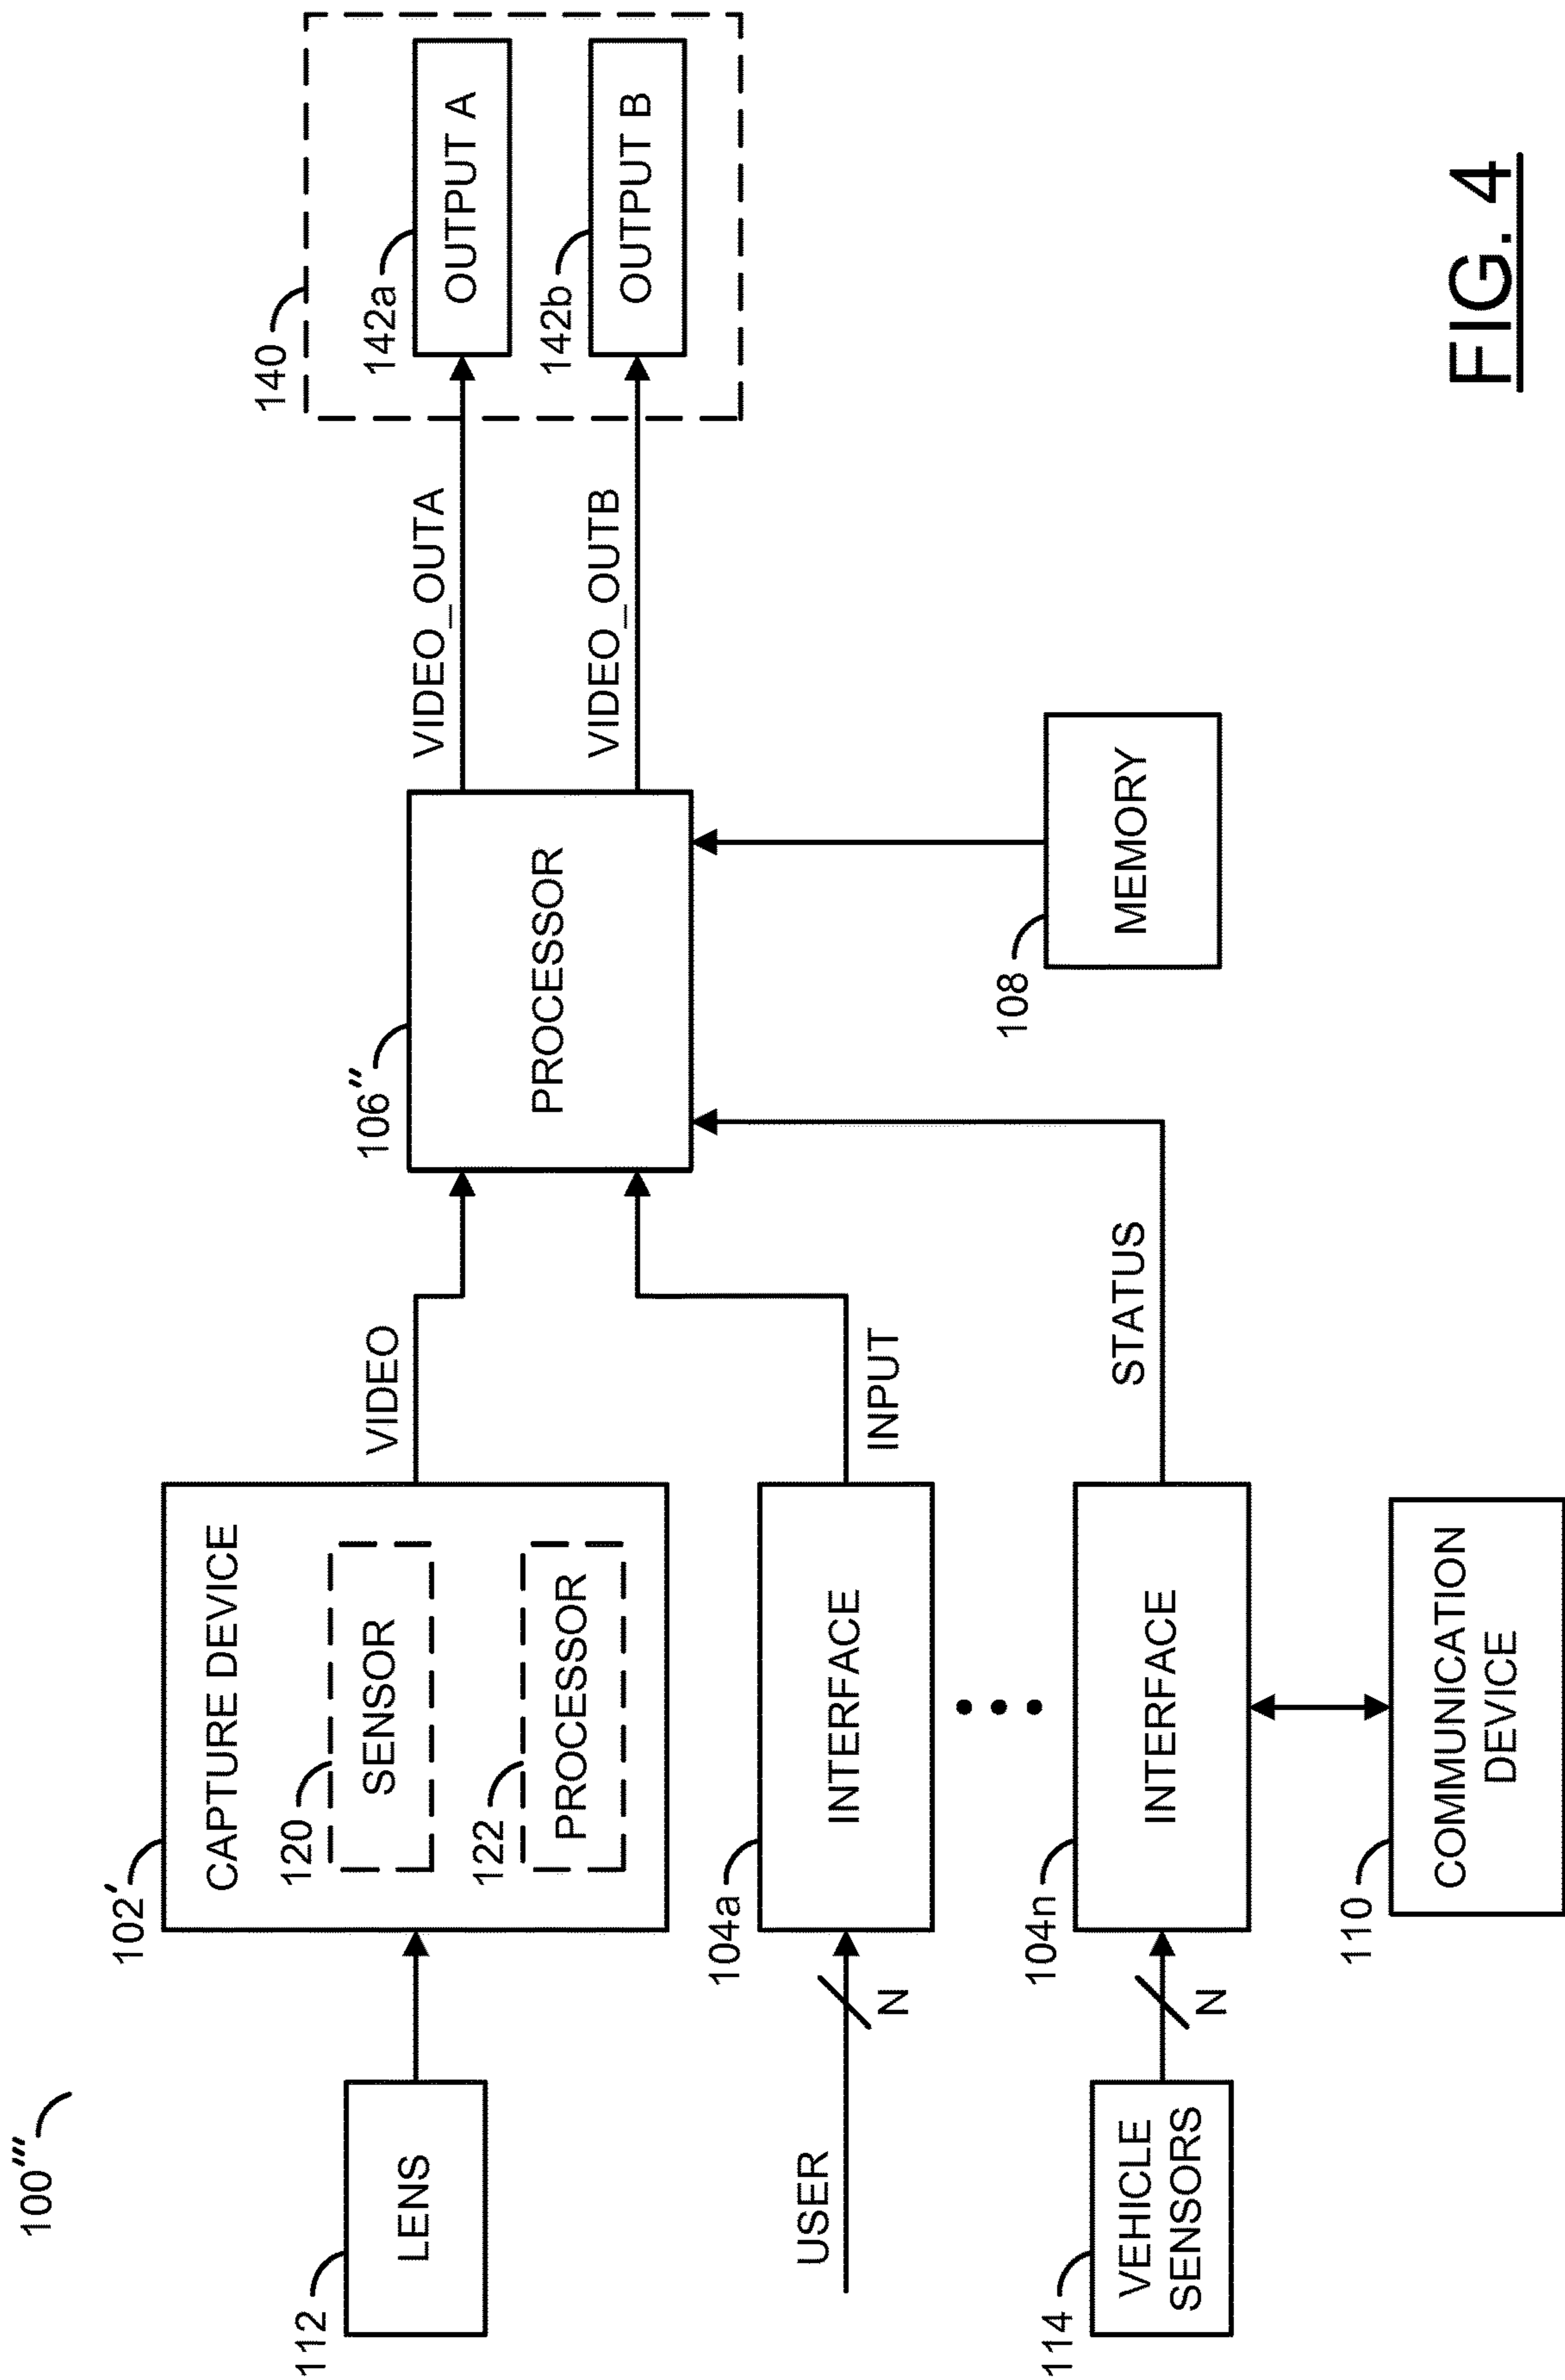 100'''
112
LENS
102'
CAPTURE DEVICE
120
SENSOR
122
PROCESSOR
VIDEO
USER
N
104a
INTERFACE
INPUT
114
VEHICLE
SENSORS
N
104n
INTERFACE
STATUS
110
COMMUNICATION
DEVICE
106''
PROCESSOR
108
MEMORY
VIDEO_OUTA
VIDEO_OUTB
140
142a
OUTPUT A
142b
OUTPUT B
FIG. 4